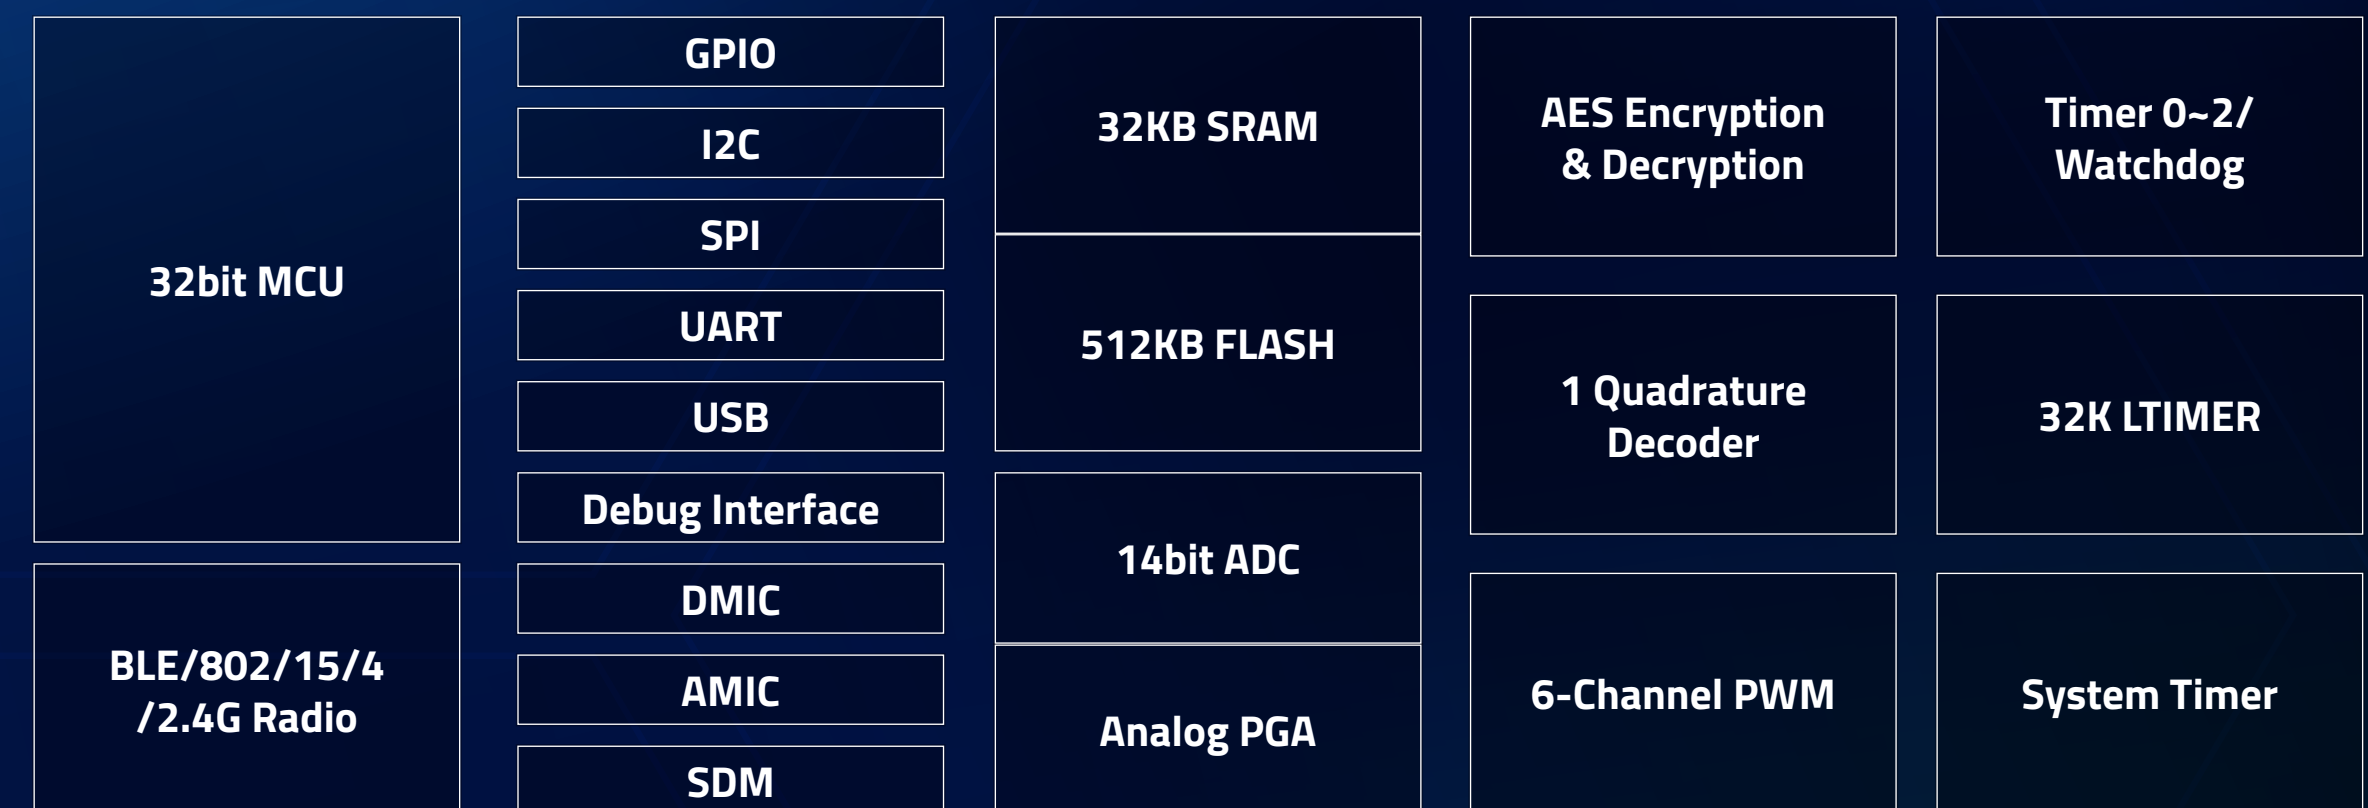 32bit MCU
BLE/802/15/4
/2.4G Radio
GPIO
I2C
SPI
UART
USB
Debug Interface
DMIC
AMIC
SDM
32KB SRAM
512KB FLASH
14bit ADC
Analog PGA
AES Encryption
& Decryption
1 Quadrature
Decoder
6-Channel PWM
Timer 0~2/
Watchdog
32K LTIMER
System Timer